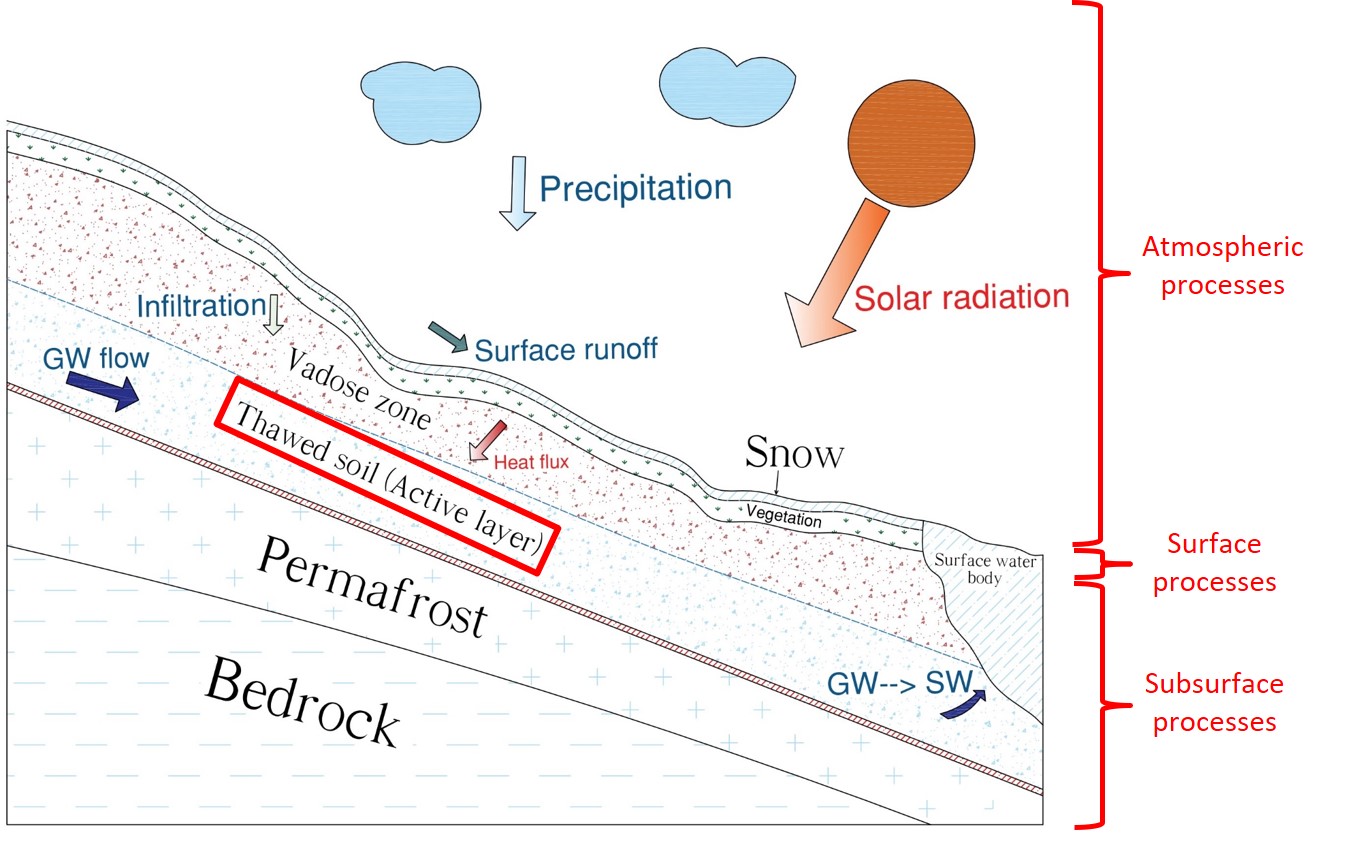 Precipitation
Solar radiation
Atmospheric
processes
Infiltration
GW flow
Surface runoff
Vadose zone
Thawed soil (Active layer)
Heat flux
Snow
Vegetation
Surface water
body
Surface
processes
Permafrost
Bedrock
GW--> SW
Subsurface
processes